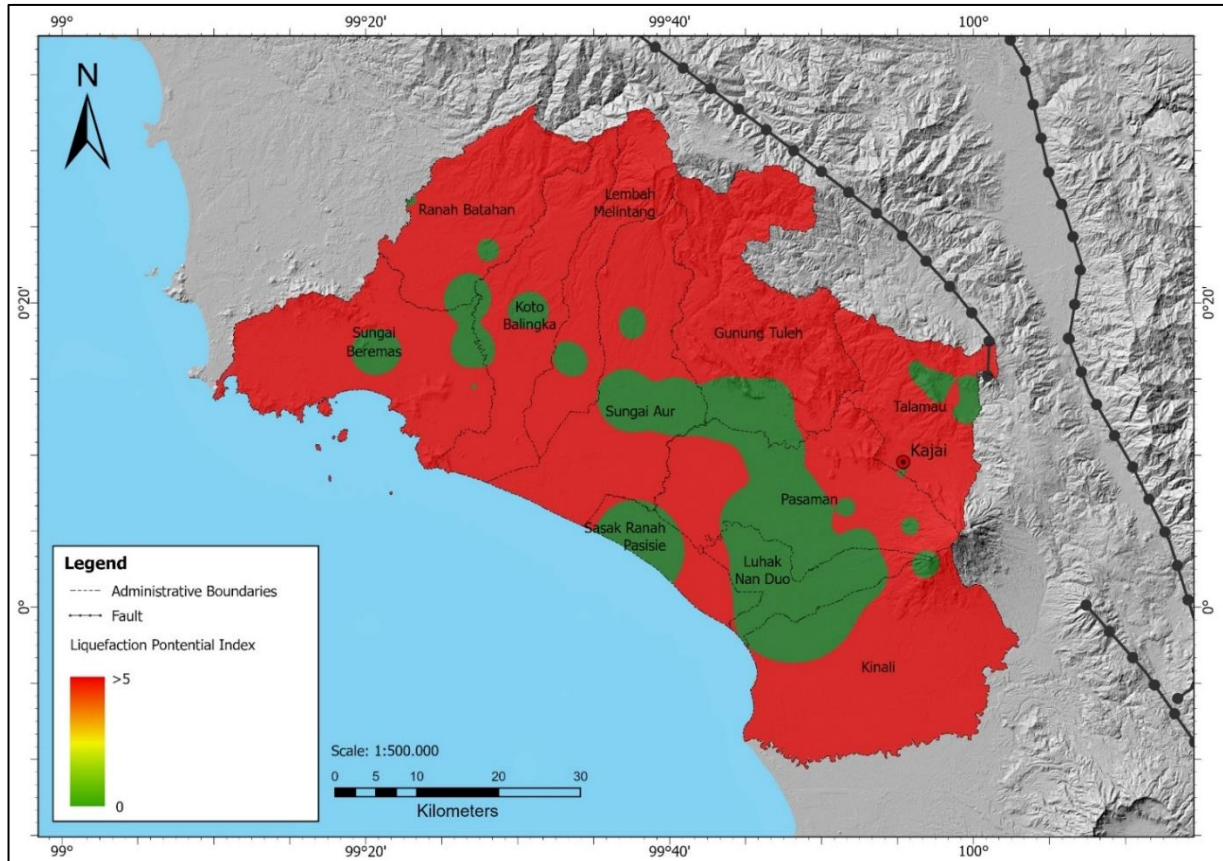 99°
99°20'
99°40'
100°
N
Lembah
Melintang
Ranah Batahan
0°20'
0°20'
Koto
Balingka
Sungai
Beremas
Gunung Tuleh
Sungai Aur
Talamau
Kajai
Pasaman
Sasak Ranah
Pasisie
Luhak
Nan Duo
Kinali
0°
0°
Legend
Administrative Boundaries
Fault
Liquefaction Pontential Index
>5
0
Scale: 1:500.000
0 5 10 20 30
Kilometers
99°
99°20'
99°40'
100°